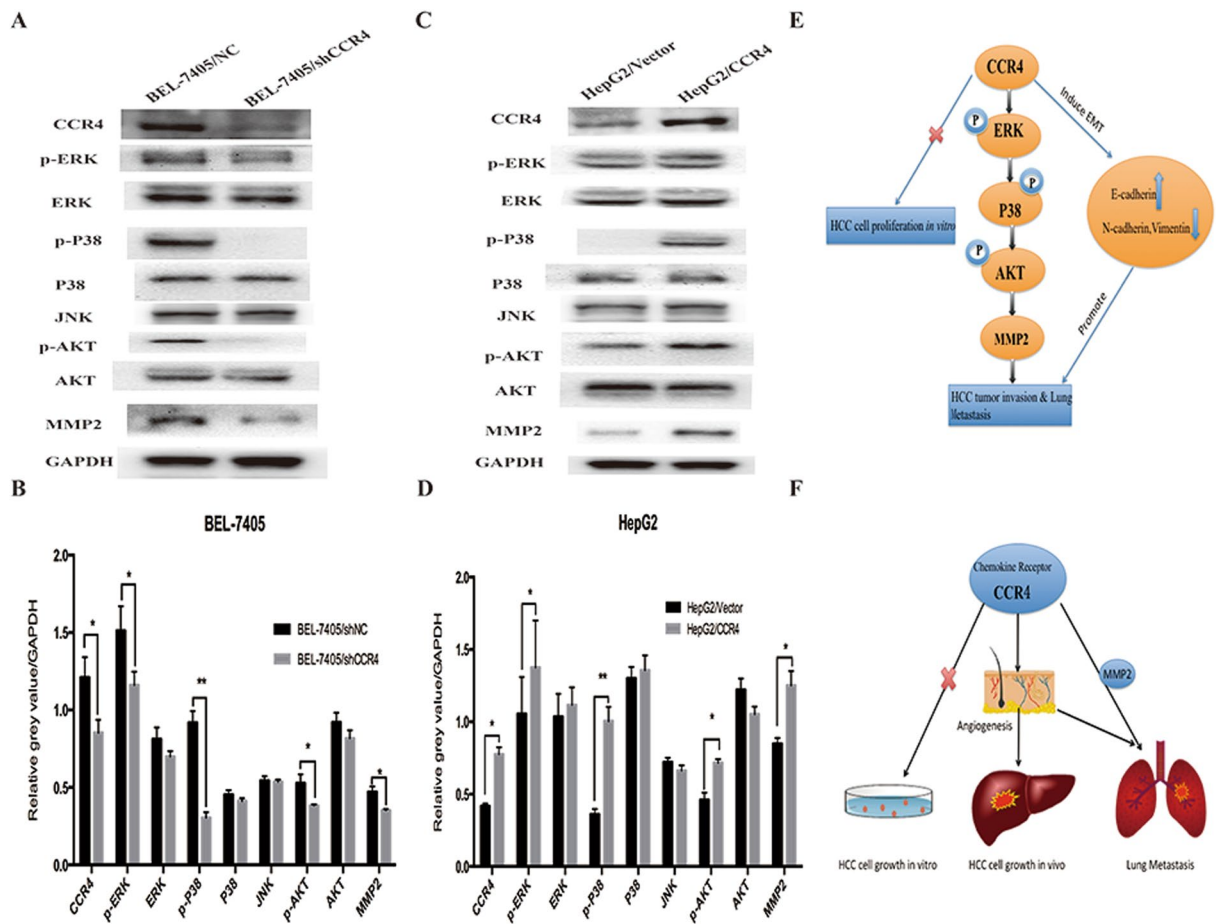 A
BEL-7405/NC
BEL-7405/shCCR4
CCR4
p-ERK
ERK
p-P38
P38
JNK
p-AKT
AKT
MMP2
GAPDH
C
HepG2/Vector
HepG2/CCR4
CCR4
p-ERK
ERK
p-P38
P38
JNK
p-AKT
AKT
MMP2
GAPDH
E
CCR4
P
ERK
P
P38
P
AKT
MMP2
Induce EMT
E-cadherin
N-cadherin,Vimentin
Promote
HCC cell proliferation in vitro
HCC tumor invasion & Lung
Metastasis
B
BEL-7405
Relative grey value/GAPDH
2.0
1.5
1.0
0.5
0.0
*
*
**
*
*
BEL-7405/shNC
BEL-7405/shCCR4
CCR4
p-ERK
ERK
p-P38
P38
JNK
p-AKT
AKT
MMP2
D
HepG2
Relative grey value/GAPDH
2.0
1.5
1.0
0.5
0.0
*
*
**
*
*
HepG2/Vector
HepG2/CCR4
CCR4
p-ERK
ERK
p-P38
P38
JNK
p-AKT
AKT
MMP2
F
Chemokine Receptor
CCR4
MMP2
Angiogenesis
HCC cell growth in vitro
HCC cell growth in vivo
Lung Metastasis